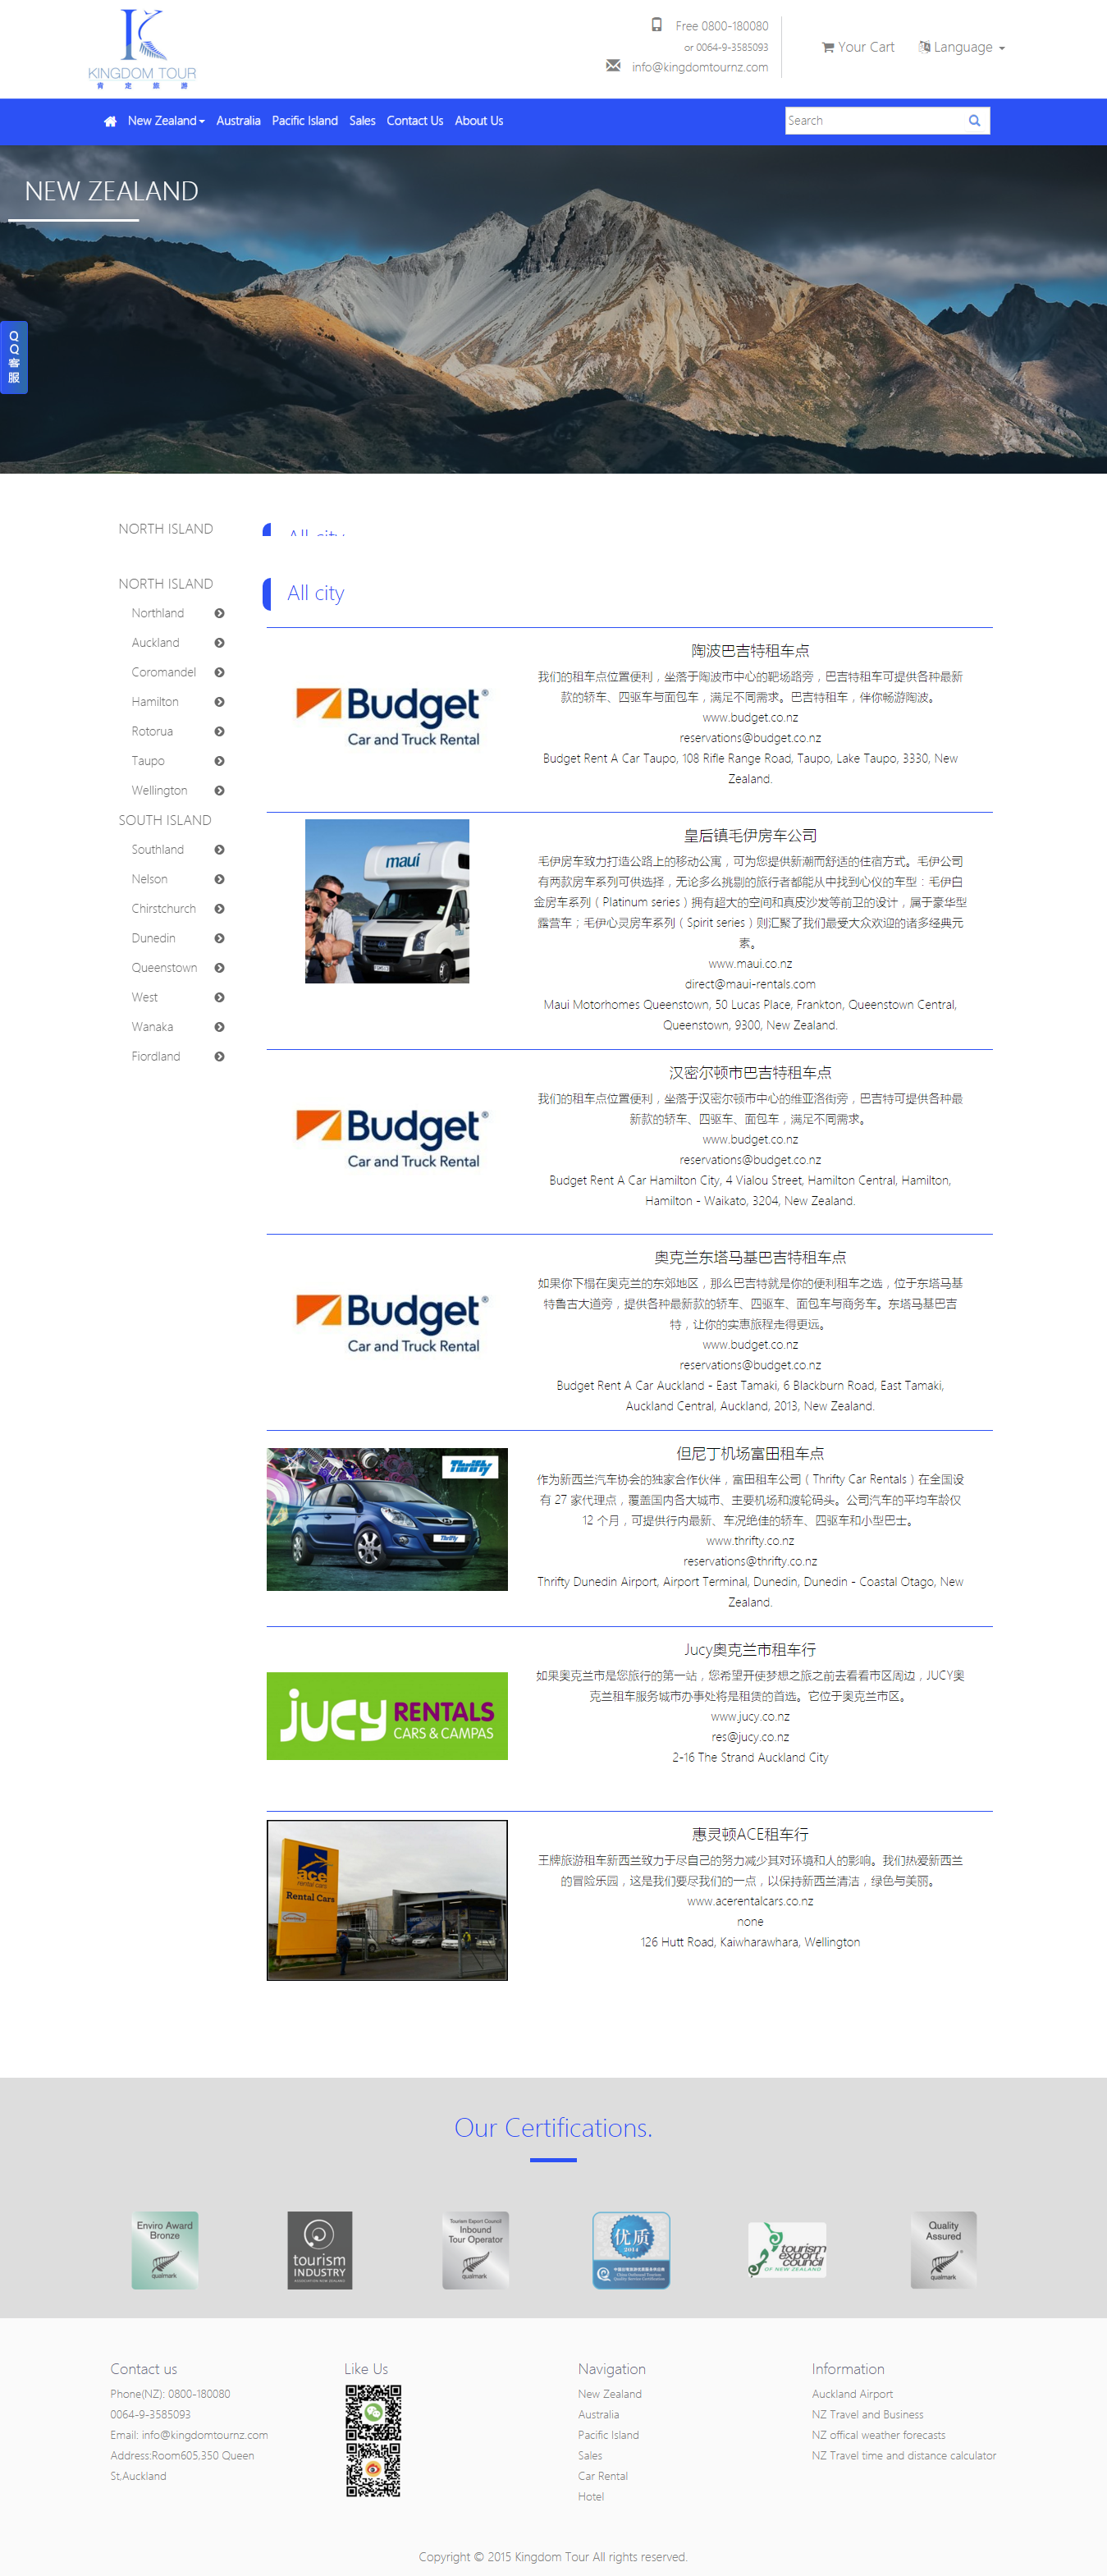 KINGDOM TOUR
肯定旅游
Free 0800-180080
or 0064-9-3585093
info@kingdomtournz.com
Your Cart
Language
New Zealand Australia Pacific Island Sales Contact Us About Us
Search
NEW ZEALAND
QQ客服
NORTH ISLAND
All city
NORTH ISLAND
Northland
Auckland
Coromandel
Hamilton
Rotorua
Taupo
Wellington
SOUTH ISLAND
Southland
Nelson
Chirstchurch
Dunedin
Queenstown
West
Wanaka
Fiordland
All city
Budget
Car and Truck Rental
陶波巴吉特租车点
我们的租车点位置便利，坐落于陶波市中心的靶场路旁，巴吉特租车可提供各种最新
款的轿车、四驱车与面包车，满足不同需求。巴吉特租车，伴你畅游陶波。
www.budget.co.nz
reservations@budget.co.nz
Budget Rent A Car Taupo, 108 Rifle Range Road, Taupo, Lake Taupo, 3330, New
Zealand.
maui
皇后镇毛伊房车公司
毛伊房车致力打造公路上的移动公寓，可为您提供新潮而舒适的住宿方式。毛伊公司
有两款房车系列可供选择，无论多么挑剔的旅行者都能从中找到心仪的车型：毛伊白
金房车系列（Platinum series）拥有超大的空间和真皮沙发等前卫的设计，属于豪华型
露营车；毛伊心灵房车系列（Spirit series）则汇聚了我们最受大众欢迎的诸多经典元
素。
www.maui.co.nz
direct@maui-rentals.com
Maui Motorhomes Queenstown, 50 Lucas Place, Frankton, Queenstown Central,
Queenstown, 9300, New Zealand.
Budget
Car and Truck Rental
汉密尔顿市巴吉特租车点
我们的租车点位置便利，坐落于汉密尔顿市中心的维亚洛街旁，巴吉特可提供各种最
新款的轿车、四驱车、面包车，满足不同需求。
www.budget.co.nz
reservations@budget.co.nz
Budget Rent A Car Hamilton City, 4 Vialou Street, Hamilton Central, Hamilton,
Hamilton - Waikato, 3204, New Zealand.
Budget
Car and Truck Rental
奥克兰东塔马基巴吉特租车点
如果你下榻在奥克兰的东郊地区，那么巴吉特就是你的便利租车之选，位于东塔马基
特鲁古大道旁，提供各种最新款的轿车、四驱车、面包车与商务车。东塔马基巴吉
特，让你的实惠旅程走得更远。
www.budget.co.nz
reservations@budget.co.nz
Budget Rent A Car Auckland - East Tamaki, 6 Blackburn Road, East Tamaki,
Auckland Central, Auckland, 2013, New Zealand.
Thrifty
Thrifty
但尼丁机场富田租车点
作为新西兰汽车协会的独家合作伙伴，富田租车公司（Thrifty Car Rentals）在全国设
有 27 家代理点，覆盖国内各大城市、主要机场和渡轮码头。公司汽车的平均车龄仅
12 个月，可提供行内最新、车况绝佳的轿车、四驱车和小型巴士。
www.thrifty.co.nz
reservations@thrifty.co.nz
Thrifty Dunedin Airport, Airport Terminal, Dunedin, Dunedin - Coastal Otago, New
Zealand.
JUCY RENTALS
CARS & CAMPAS
Jucy奥克兰市租车行
如果奥克兰市是您旅行的第一站，您希望开使梦想之旅之前去看看市区周边，JUCY奥
克兰租车服务城市办事处将是租赁的首选。它位于奥克兰市区。
www.jucy.co.nz
res@jucy.co.nz
2-16 The Strand Auckland City
ace
rental cars
Rental Cars
惠灵顿ACE租车行
王牌旅游租车新西兰致力于尽自己的努力减少其对环境和人的影响。我们热爱新西兰
的冒险乐园，这是我们要尽我们的一点，以保持新西兰清洁，绿色与美丽。
www.acerentalcars.co.nz
none
126 Hutt Road, Kaiwharawhara, Wellington
Our Certifications.
Enviro Award
Bronze
qualmark
tourism
INDUSTRY
ASSOCIATION NEW ZEALAND
Tourism Export Council
Inbound
Tour Operator
qualmark
优质
2014
China Outbound Tourism
Quality Service Certification
tourism
export
council
OF NEW ZEALAND
Quality
Assured
qualmark
Contact us
Phone(NZ): 0800-180080
0064-9-3585093
Email: info@kingdomtournz.com
Address:Room605,350 Queen
St,Auckland
Like Us
Navigation
New Zealand
Australia
Pacific Island
Sales
Car Rental
Hotel
Information
Auckland Airport
NZ Travel and Business
NZ offical weather forecasts
NZ Travel time and distance calculator
Copyright © 2015 Kingdom Tour All rights reserved.